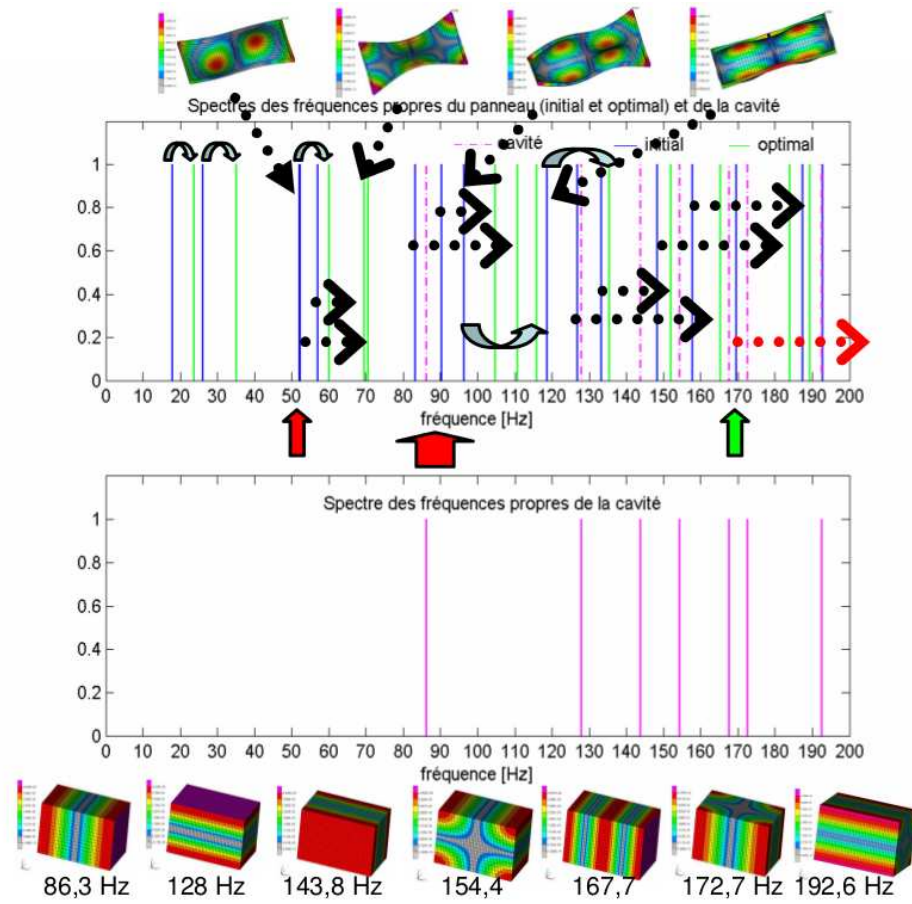 Spectres des fréquences propres du panneau (initial et optimal) et de la cavité
cavité initial optimal
1
0.8
0.6
0.4
0.2
0
0 10 20 30 40 50 60 70 80 90 100 110 120 130 140 150 160 170 180 190 200
fréquence [Hz]
Spectre des fréquences propres de la cavité
1
0.8
0.6
0.4
0.2
0
0 10 20 30 40 50 60 70 80 90 100 110 120 130 140 150 160 170 180 190 200
fréquence [Hz]
86,3 Hz 128 Hz 143,8 Hz 154,4 167,7 172,7 Hz 192,6 Hz